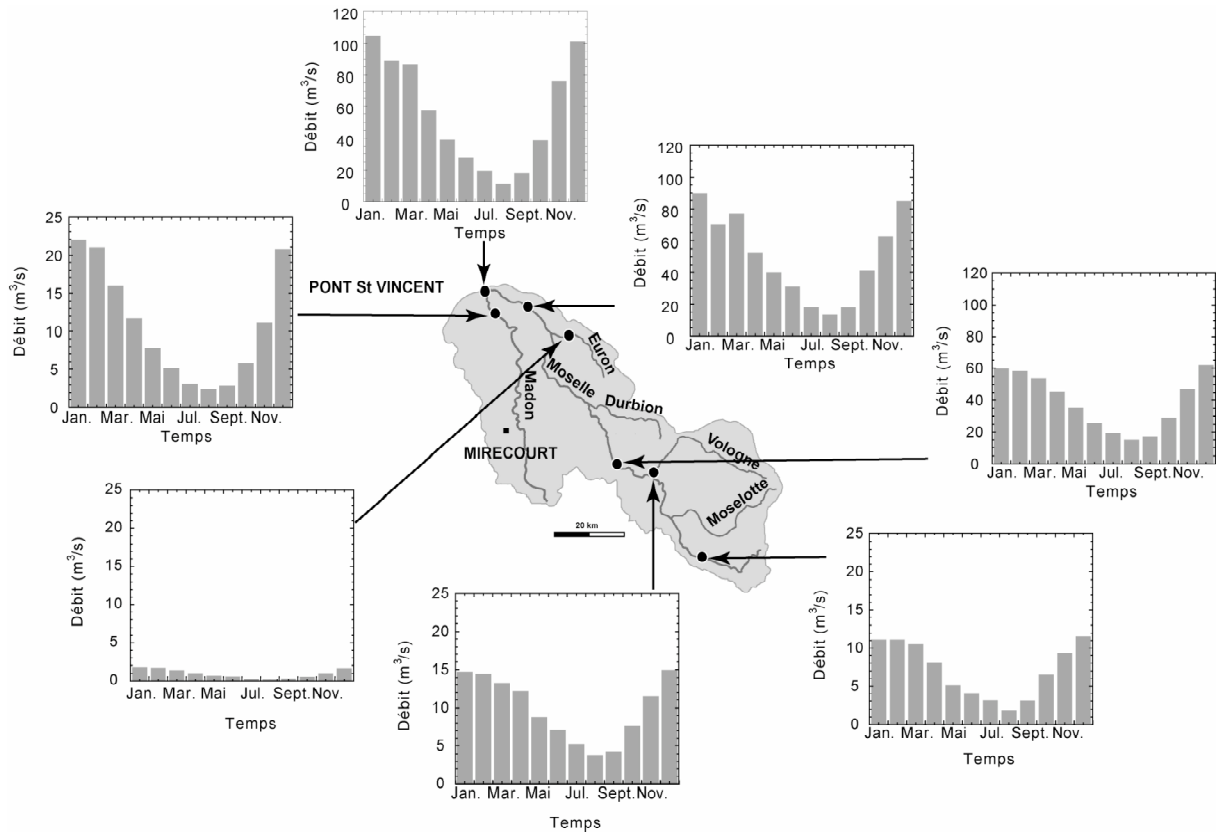 120
100
80
60
40
20
0
Débit (m³/s)
Jan. Mar. Mai Jul. Sept. Nov.
Temps
25
20
15
10
5
0
Débit (m³/s)
Jan. Mar. Mai Jul. Sept. Nov.
Temps
120
100
80
60
40
20
0
Débit (m³/s)
Jan. Mar. Mai Jul. Sept. Nov.
Temps
120
100
80
60
40
20
0
Débit (m³/s)
Jan. Mar. Mai Jul. Sept. Nov.
Temps
PONT St VINCENT
Euron
Moselle
Madon
Durbion
MIRECOURT
Vologne
Moselotte
20 km
25
20
15
10
5
0
Débit (m³/s)
Jan. Mar. Mai Sept. Nov.
Temps
25
20
15
10
5
0
Débit (m³/s)
Jan. Mar. Mai Jul. Sept. Nov.
Temps
25
20
15
10
5
0
Débit (m³/s)
Jan. Mar. Mai Jul. Sept. Nov.
Temps